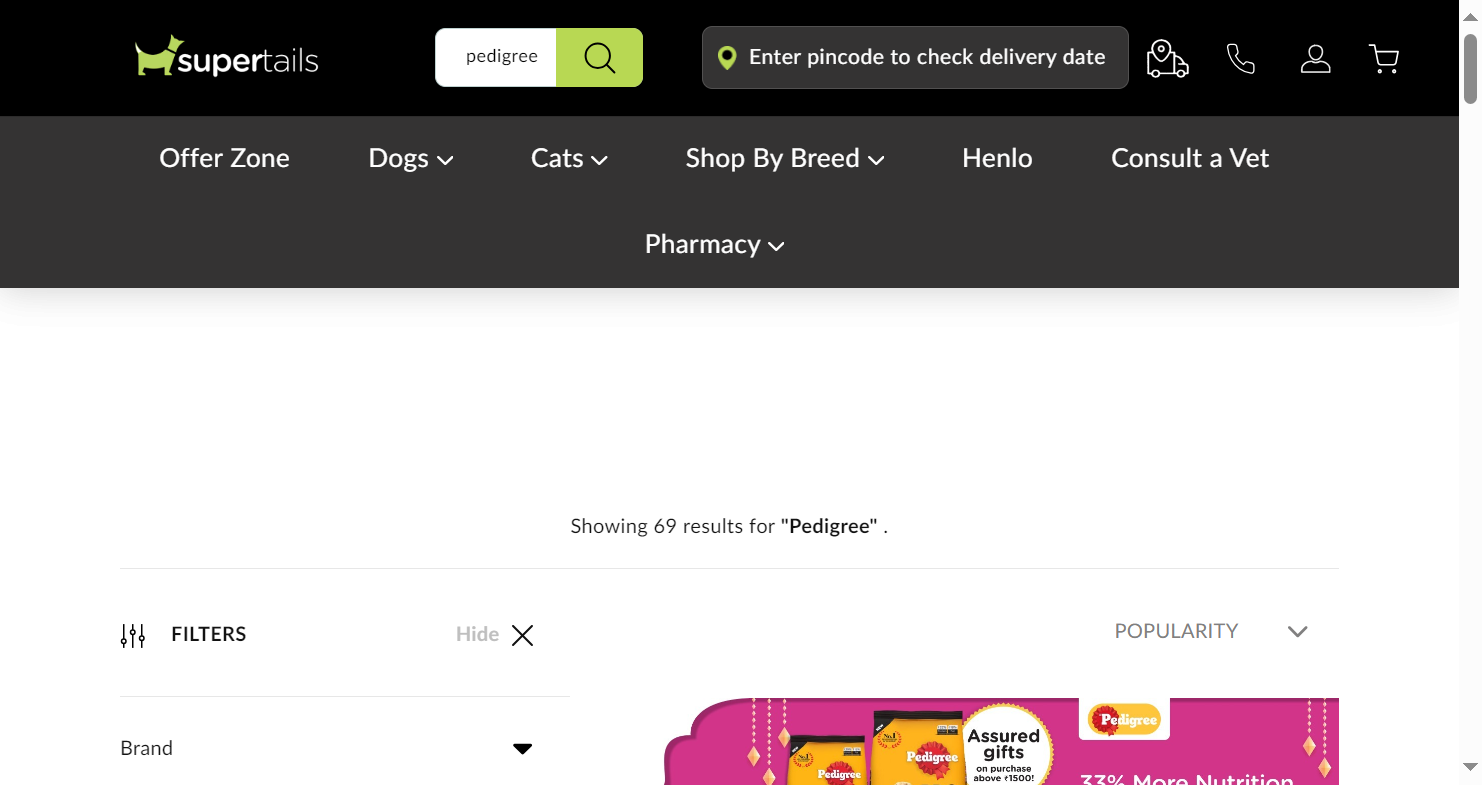 supertails
pedigree
Enter pincode to check delivery date
Offer Zone
Dogs
Cats
Shop By Breed
Henlo
Consult a Vet
Pharmacy
Showing 69 results for "Pedigree" .
FILTERS
Hide
POPULARITY
Brand
Pedigree
Pedigree
Assured
gifts
on purchase
above ₹1500!
Pedigree
33% More Nutrition